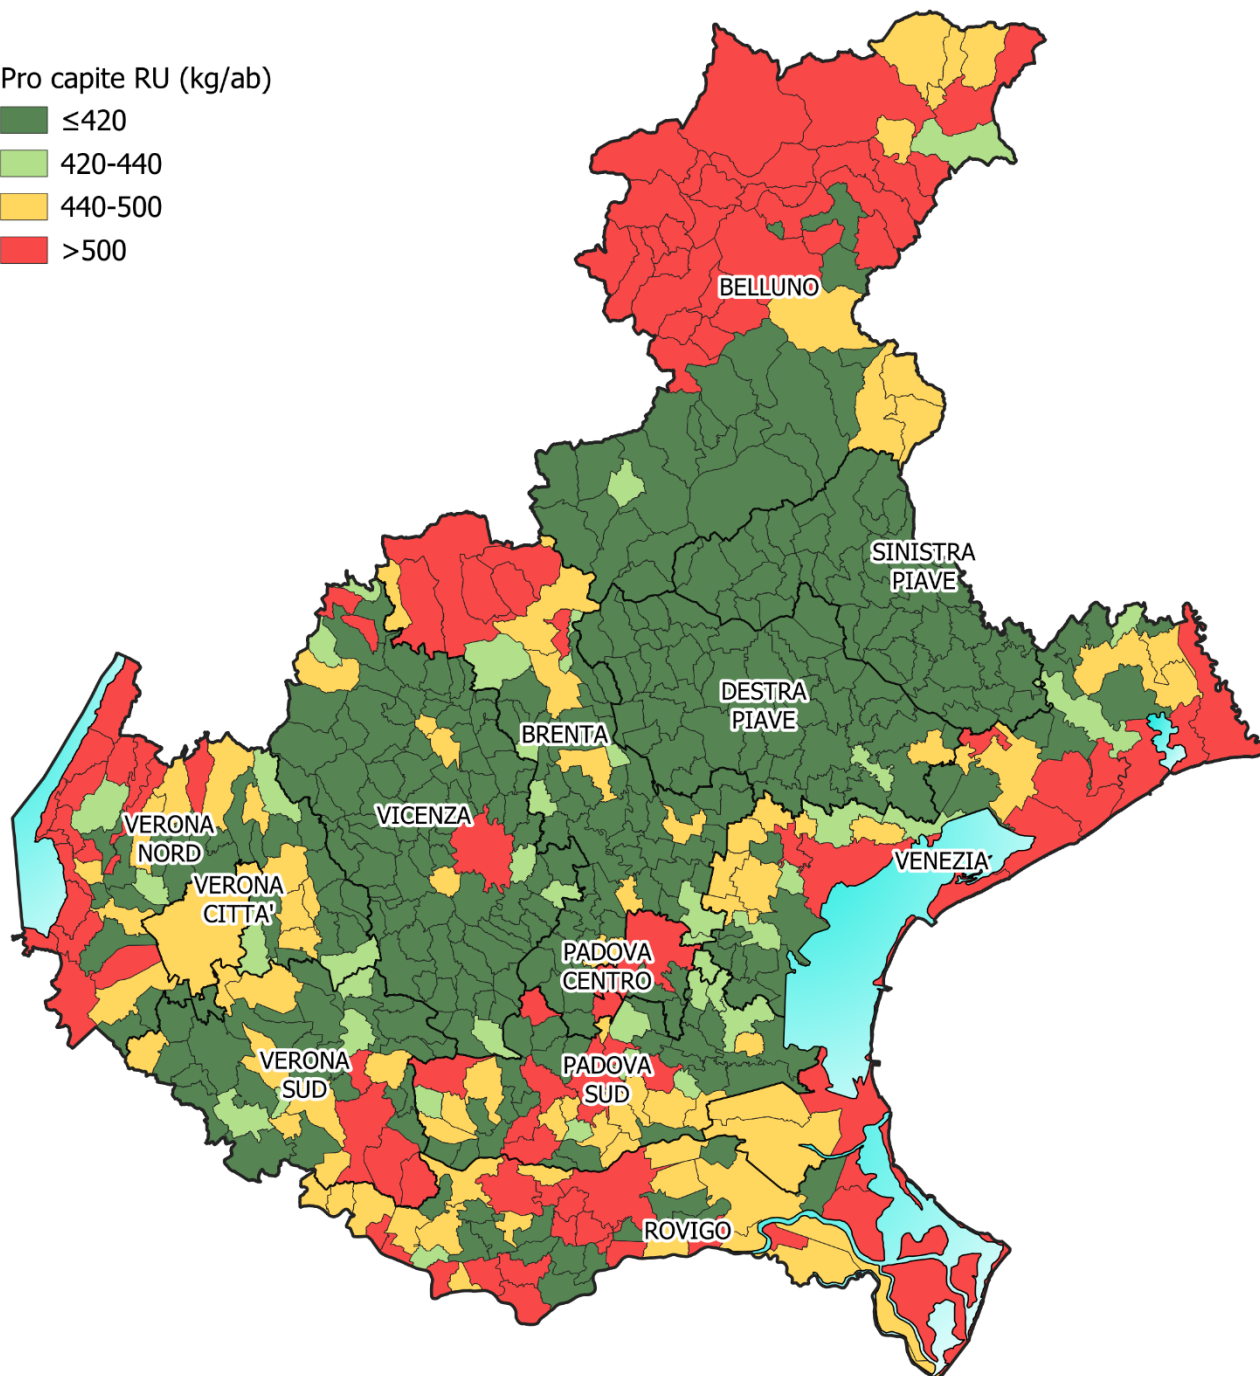 Pro capite RU (kg/ab)
≤420
420-440
440-500
>500
BELLUNO
SINISTRA
PIAVE
DESTRA
PIAVE
BRENTA
VICENZA
VERONA
NORD
VENEZIA
VERONA
CITTA'
PADOVA
CENTRO
VERONA
SUD
PADOVA
SUD
ROVIGO